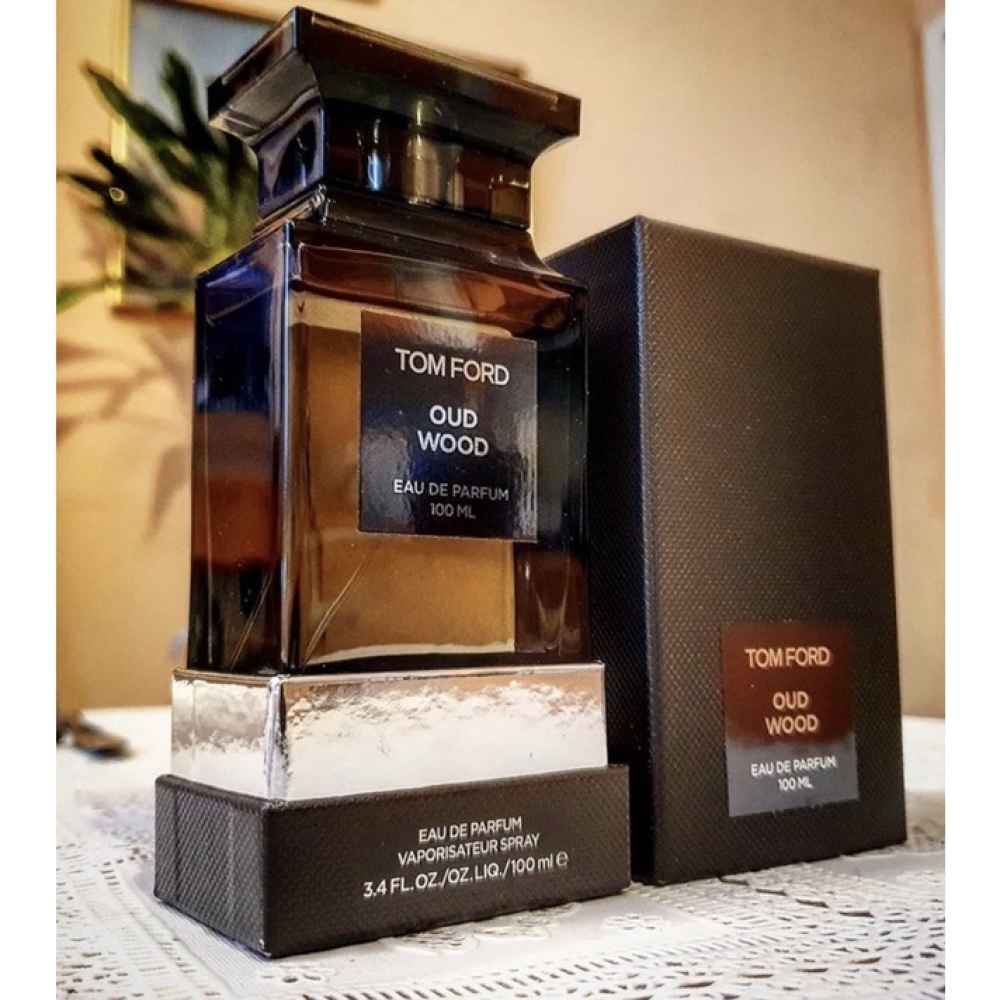 TOM FORD
OUD
WOOD
EAU DE PARFUM
100 ML
EAU DE PARFUM
VAPORISATEUR SPRAY
3.4 FL. OZ./OZ. LIQ./100 ml ℮
TOM FORD
OUD
WOOD
EAU DE PARFUM
100 ML